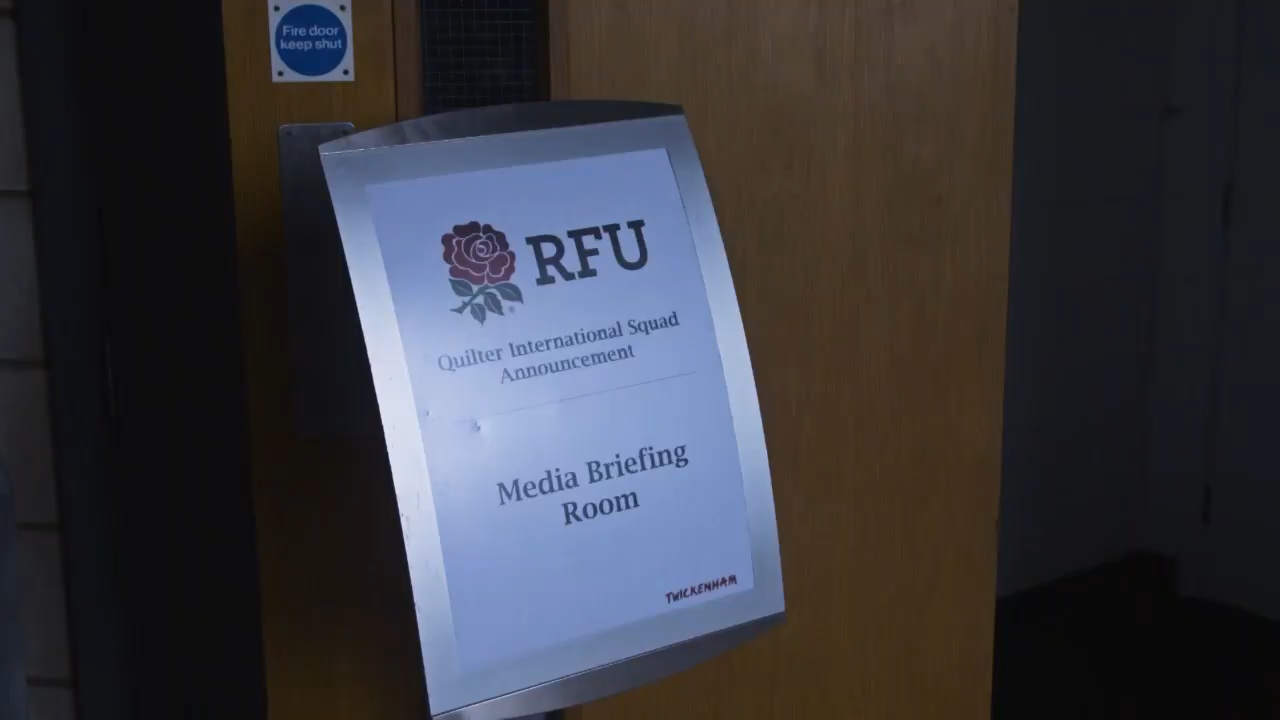 Fire door
keep shut
RFU
Quilter International Squad
Announcement
Media Briefing
Room
TWICKENHAM